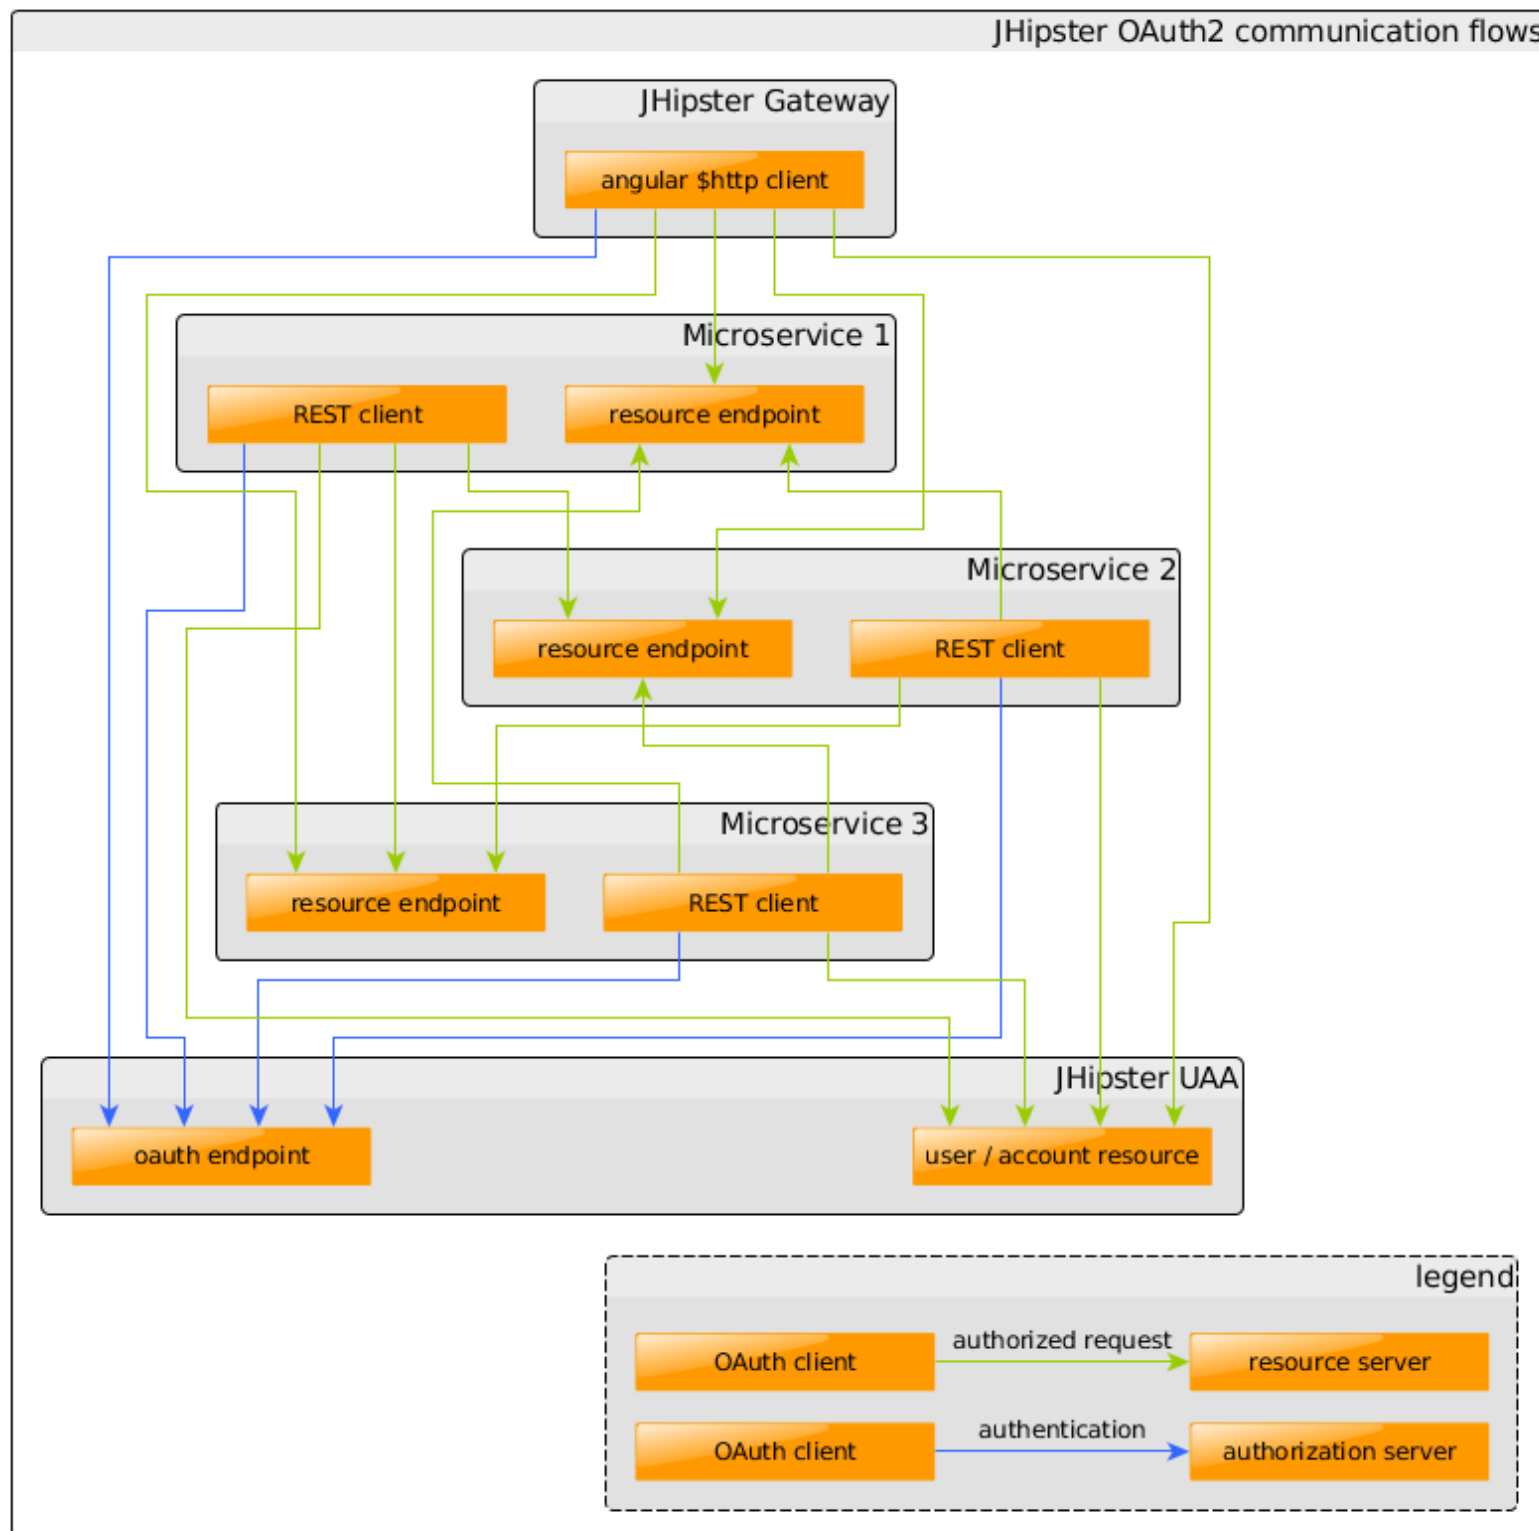 JHipster OAuth2 communication flows
JHipster Gateway
angular $http client
Microservice 1
REST client
resource endpoint
Microservice 2
resource endpoint
REST client
Microservice 3
resource endpoint
REST client
JHipster UAA
oauth endpoint
user / account resource
legend
OAuth client
authorized request
resource server
OAuth client
authentication
authorization server